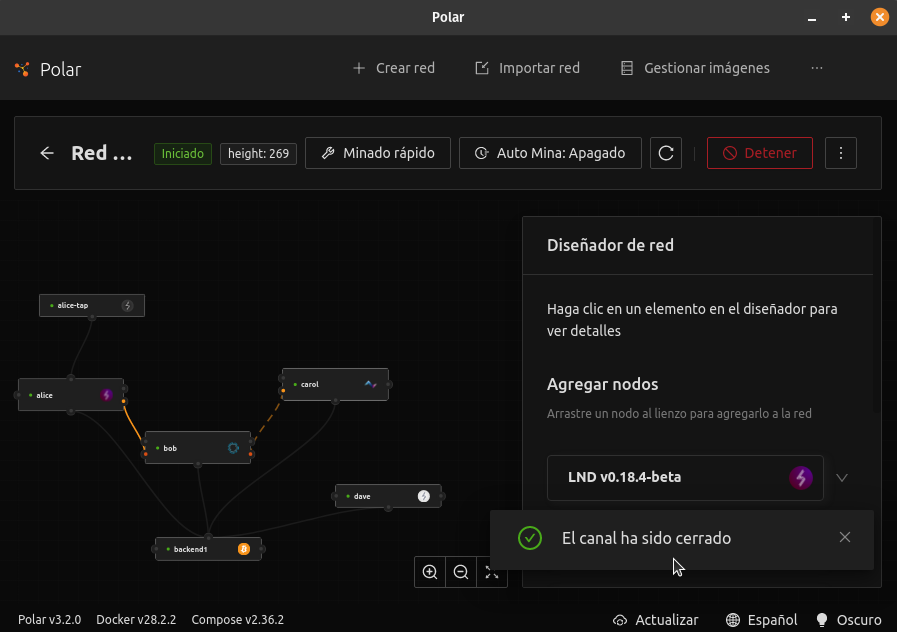 Polar
Polar
Crear red
Importar red
Gestionar imágenes
Red ...
Iniciado
height: 269
Minado rápido
Auto Mina: Apagado
Detener
Diseñador de red
Haga clic en un elemento en el diseñador para
ver detalles
Agregar nodos
Arrastre un nodo al lienzo para agregarlo a la red
LND v0.18.4-beta
alice-tap
alice
carol
bob
dave
backend1
El canal ha sido cerrado
Polar v3.2.0
Docker v28.2.2
Compose v2.36.2
Actualizar
Español
Oscuro